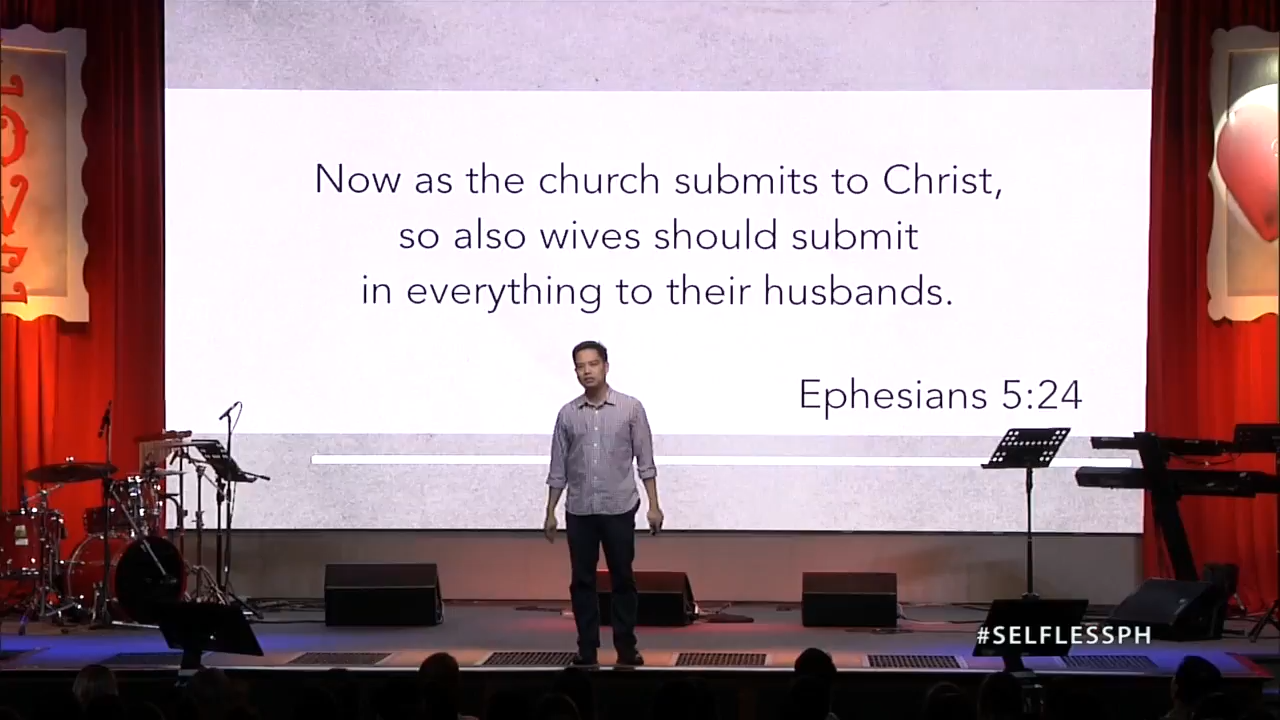 LOVE
Now as the church submits to Christ,
so also wives should submit
in everything to their husbands.
Ephesians 5:24
#SELFLESSPH